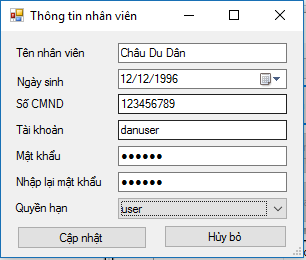 Thông tin nhân viên
Tên nhân viên Châu Du Dân
Ngày sinh 12/12/1996
Số CMND 123456789
Tài khoản danuser
Mật khẩu ●●●●●●
Nhập lại mật khẩu ●●●●●●
Quyền hạn user
Cập nhật Hủy bỏ